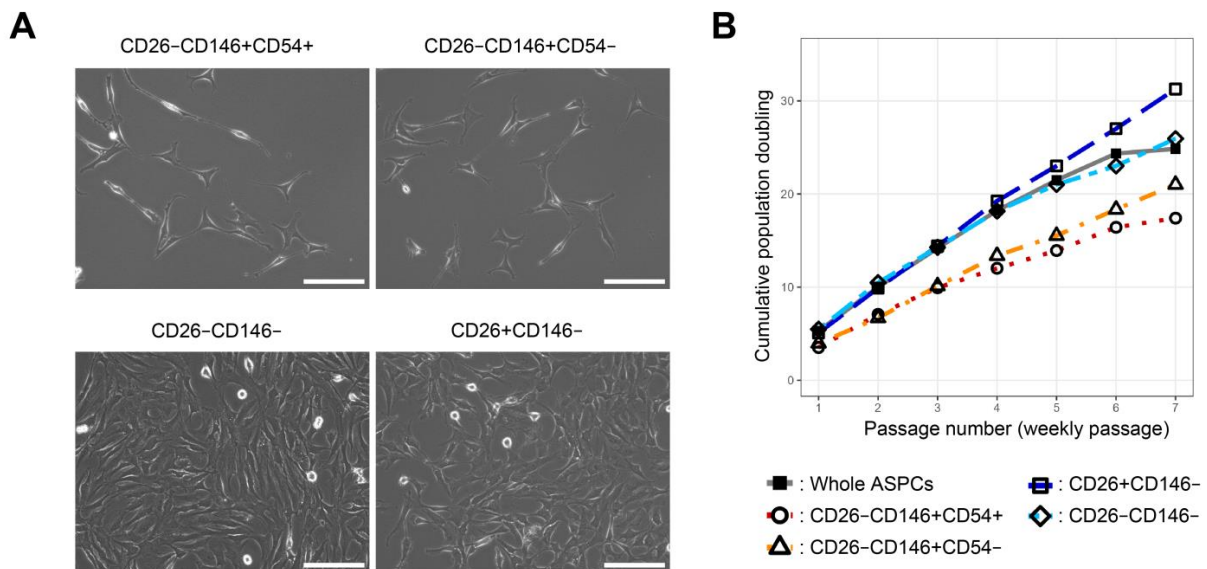 A
CD26−CD146+CD54+
CD26−CD146+CD54−
CD26−CD146−
CD26+CD146−
B
Cumulative population doubling
30
20
10
0
1 2 3 4 5 6 7
Passage number (weekly passage)
: Whole ASPCs
: CD26+CD146−
: CD26−CD146+CD54+
: CD26−CD146−
: CD26−CD146+CD54−